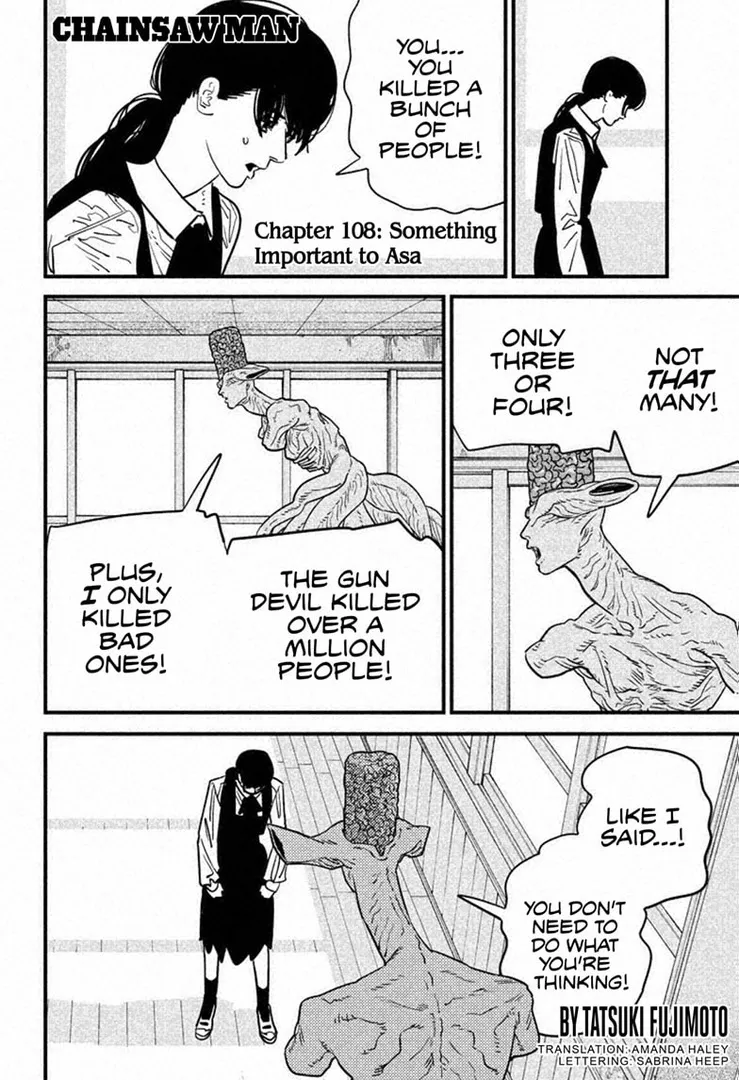 CHAINSAW MAN
YOU...
YOU
KILLED A
BUNCH
OF
PEOPLE!
Chapter 108: Something
Important to Asa
NOT
THAT
MANY!
ONLY
THREE
OR
FOUR!
THE GUN
DEVIL KILLED
OVER A
MILLION
PEOPLE!
PLUS,
I ONLY
KILLED
BAD
ONES!
LIKE I
SAID...!
YOU DON'T
NEED TO
DO WHAT
YOU'RE
THINKING!
BY TATSUKI FUJIMOTO
TRANSLATION: AMANDA HALEY
LETTERING: SABRINA HEEP